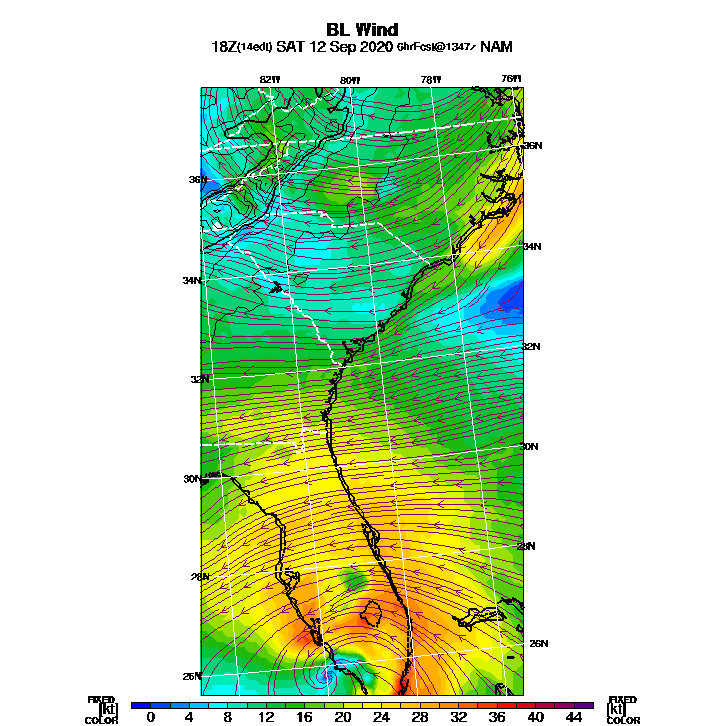 BL Wind
18Z(14edt) SAT 12 Sep 2020 6hrFcst@1347z NAM
82W 80W 78W 76W
36N
36N
34N
34N
32N
32N
30N
30N
28N
28N
26N
26N
FIXED FIXED
[kt] 0 4 8 12 16 20 24 28 32 36 40 44 [kt]
COLOR COLOR